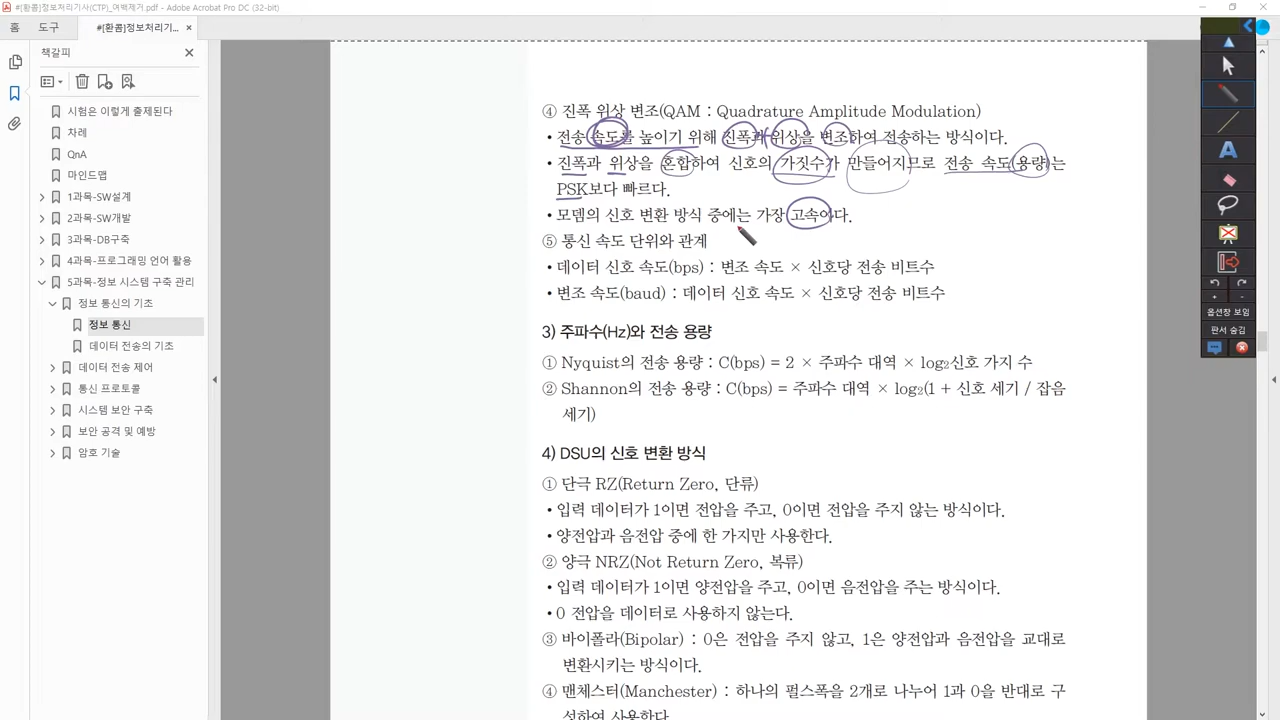 #[황콤]정보처리기사(CTP)_여백제거.pdf - Adobe Acrobat Pro DC (32-bit)
홈 도구 #[황콤]정보처리기... ×
책갈피
시험은 이렇게 출제된다
차례
QnA
마인드맵
1과목-SW설계
2과목-SW개발
3과목-DB구축
4과목-프로그래밍 언어 활용
5과목-정보 시스템 구축 관리
정보 통신의 기초
정보 통신
데이터 전송의 기초
데이터 전송 제어
통신 프로토콜
시스템 보안 구축
보안 공격 및 예방
암호 기술
④ 진폭 위상 변조(QAM : Quadrature Amplitude Modulation)
• 전송 속도를 높이기 위해 진폭과 위상을 변조하여 전송하는 방식이다.
• 진폭과 위상을 혼합하여 신호의 가짓수가 만들어지므로 전송 속도(용량)는
PSK보다 빠르다.
• 모뎀의 신호 변환 방식 중에는 가장 고속이다.
⑤ 통신 속도 단위와 관계
• 데이터 신호 속도(bps) : 변조 속도 × 신호당 전송 비트수
• 변조 속도(baud) : 데이터 신호 속도 × 신호당 전송 비트수
3) 주파수(Hz)와 전송 용량
① Nyquist의 전송 용량 : C(bps) = 2 × 주파수 대역 × log₂신호 가지 수
② Shannon의 전송 용량 : C(bps) = 주파수 대역 × log₂(1 + 신호 세기 / 잡음
세기)
4) DSU의 신호 변환 방식
① 단극 RZ(Return Zero, 단류)
• 입력 데이터가 1이면 전압을 주고, 0이면 전압을 주지 않는 방식이다.
• 양전압과 음전압 중에 한 가지만 사용한다.
② 양극 NRZ(Not Return Zero, 복류)
• 입력 데이터가 1이면 양전압을 주고, 0이면 음전압을 주는 방식이다.
• 0 전압을 데이터로 사용하지 않는다.
③ 바이폴라(Bipolar) : 0은 전압을 주지 않고, 1은 양전압과 음전압을 교대로
변환시키는 방식이다.
④ 맨체스터(Manchester) : 하나의 펄스폭을 2개로 나누어 1과 0을 반대로 구
성하여 사용한다.
A
옵션창 보임
판서 숨김